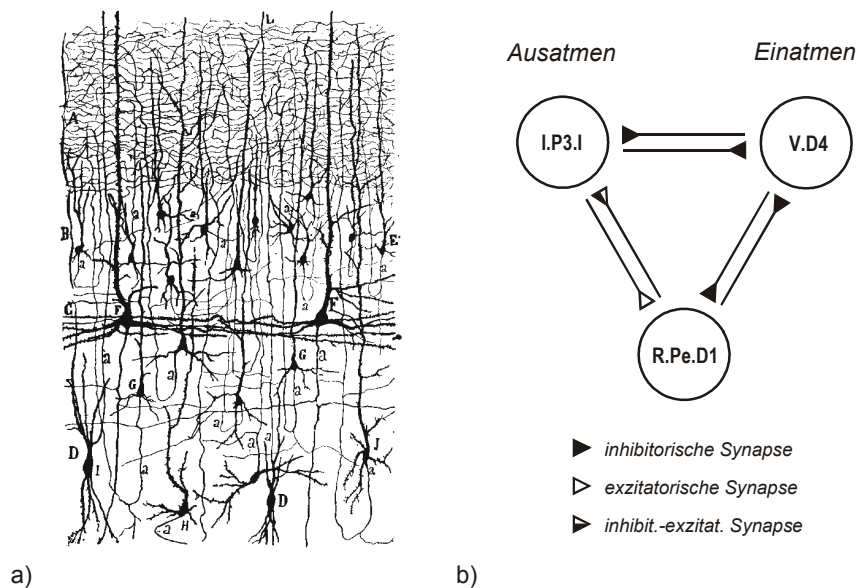 L
A
a
a
a
B
E
a
a
a
C
F
F
a
a
G
G
a
a
a
a
a
a
D
J
I
a
a
D
H
a
a)
Ausatmen
Einatmen
I.P3.I
V.D4
R.Pe.D1
inhibitorische Synapse
exzitatorische Synapse
inhibit.-exzitat. Synapse
b)